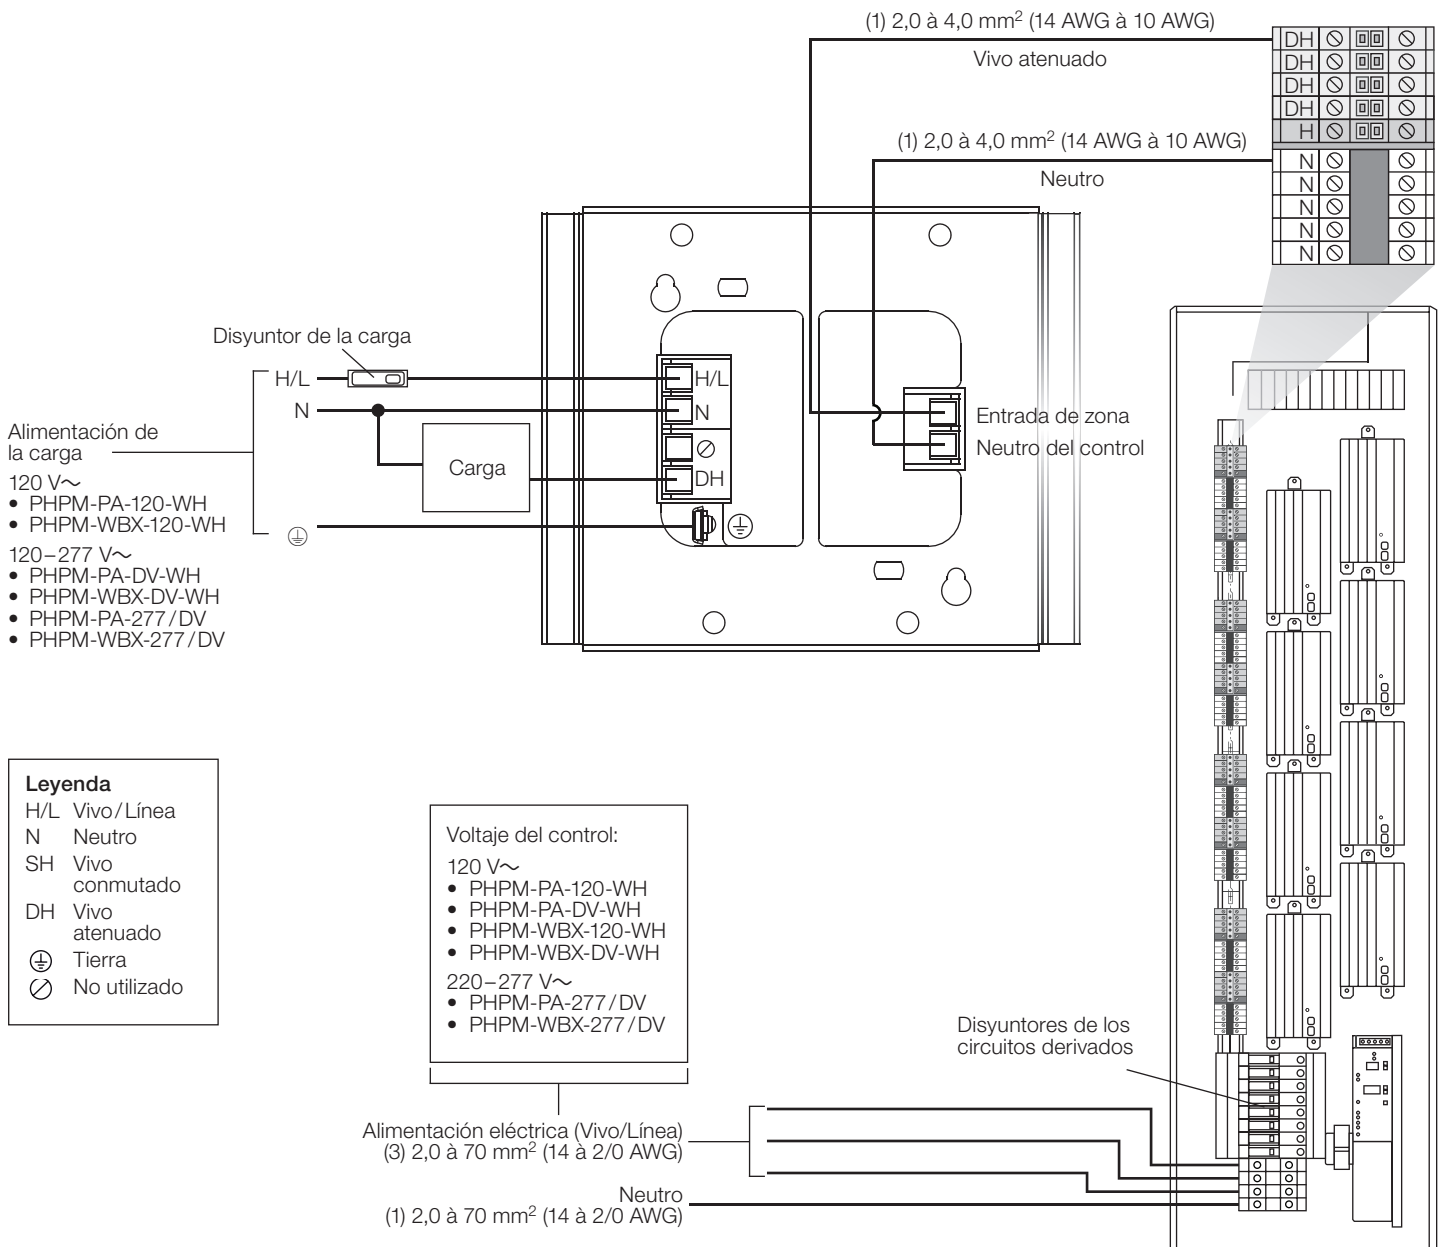 (1) 2,0 à 4,0 mm² (14 AWG à 10 AWG)
Vivo atenuado
DH
DH
DH
DH
H
N
N
N
N
N
(1) 2,0 à 4,0 mm² (14 AWG à 10 AWG)
Neutro
Disyuntor de la carga
H/L
N
H/L
N
DH
Carga
Entrada de zona
Neutro del control
Alimentación de
la carga
120 V～
• PHPM-PA-120-WH
• PHPM-WBX-120-WH
120–277 V～
• PHPM-PA-DV-WH
• PHPM-WBX-DV-WH
• PHPM-PA-277/DV
• PHPM-WBX-277/DV
Leyenda
H/L Vivo/Línea
N Neutro
SH Vivo
conmutado
DH Vivo
atenuado
Tierra
No utilizado
Voltaje del control:
120 V～
• PHPM-PA-120-WH
• PHPM-PA-DV-WH
• PHPM-WBX-120-WH
• PHPM-WBX-DV-WH
220–277 V～
• PHPM-PA-277/DV
• PHPM-WBX-277/DV
Disyuntores de los
circuitos derivados
Alimentación eléctrica (Vivo/Línea)
(3) 2,0 à 70 mm² (14 à 2/0 AWG)
Neutro
(1) 2,0 à 70 mm² (14 à 2/0 AWG)